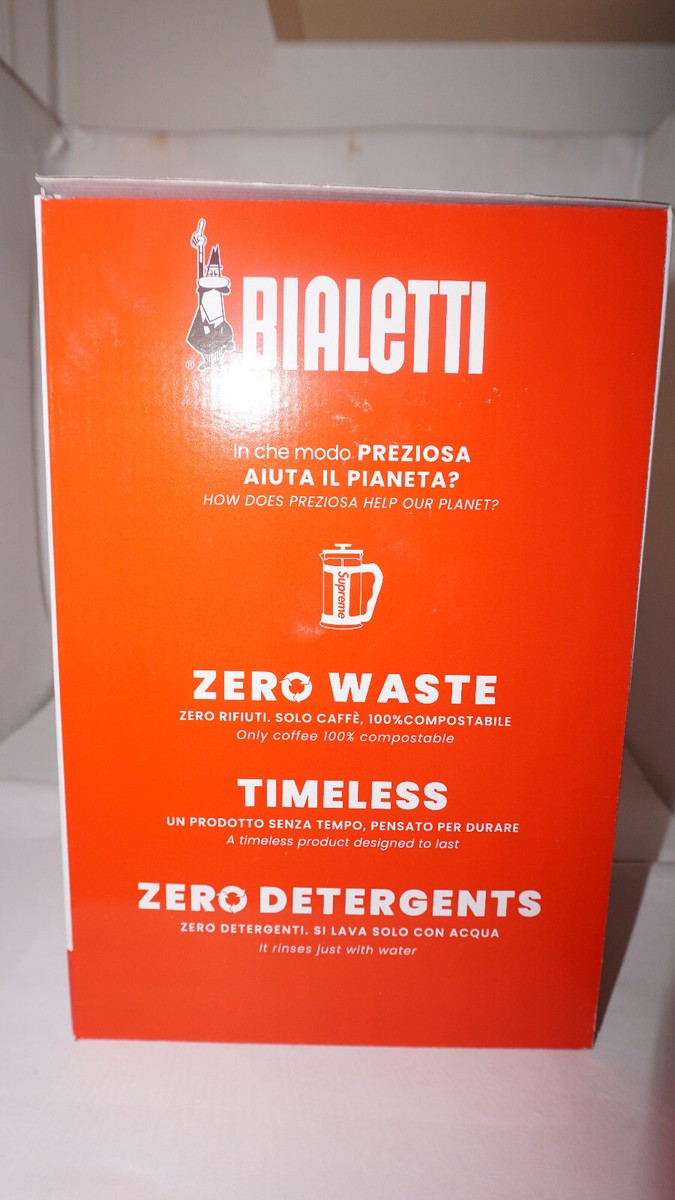 BIALETTI
®
In che modo PREZIOSA
AIUTA IL PIANETA?
HOW DOES PREZIOSA HELP OUR PLANET?
Supreme
ZERO WASTE
ZERO RIFIUTI. SOLO CAFFÈ, 100%COMPOSTABILE
Only coffee 100% compostable
TIMELESS
UN PRODOTTO SENZA TEMPO, PENSATO PER DURARE
A timeless product designed to last
ZERO DETERGENTS
ZERO DETERGENTI. SI LAVA SOLO CON ACQUA
It rinses just with water